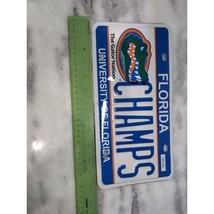 FLORIDA
The Gator Nation
CHAMPS
UNIVERSITY OF FLORIDA